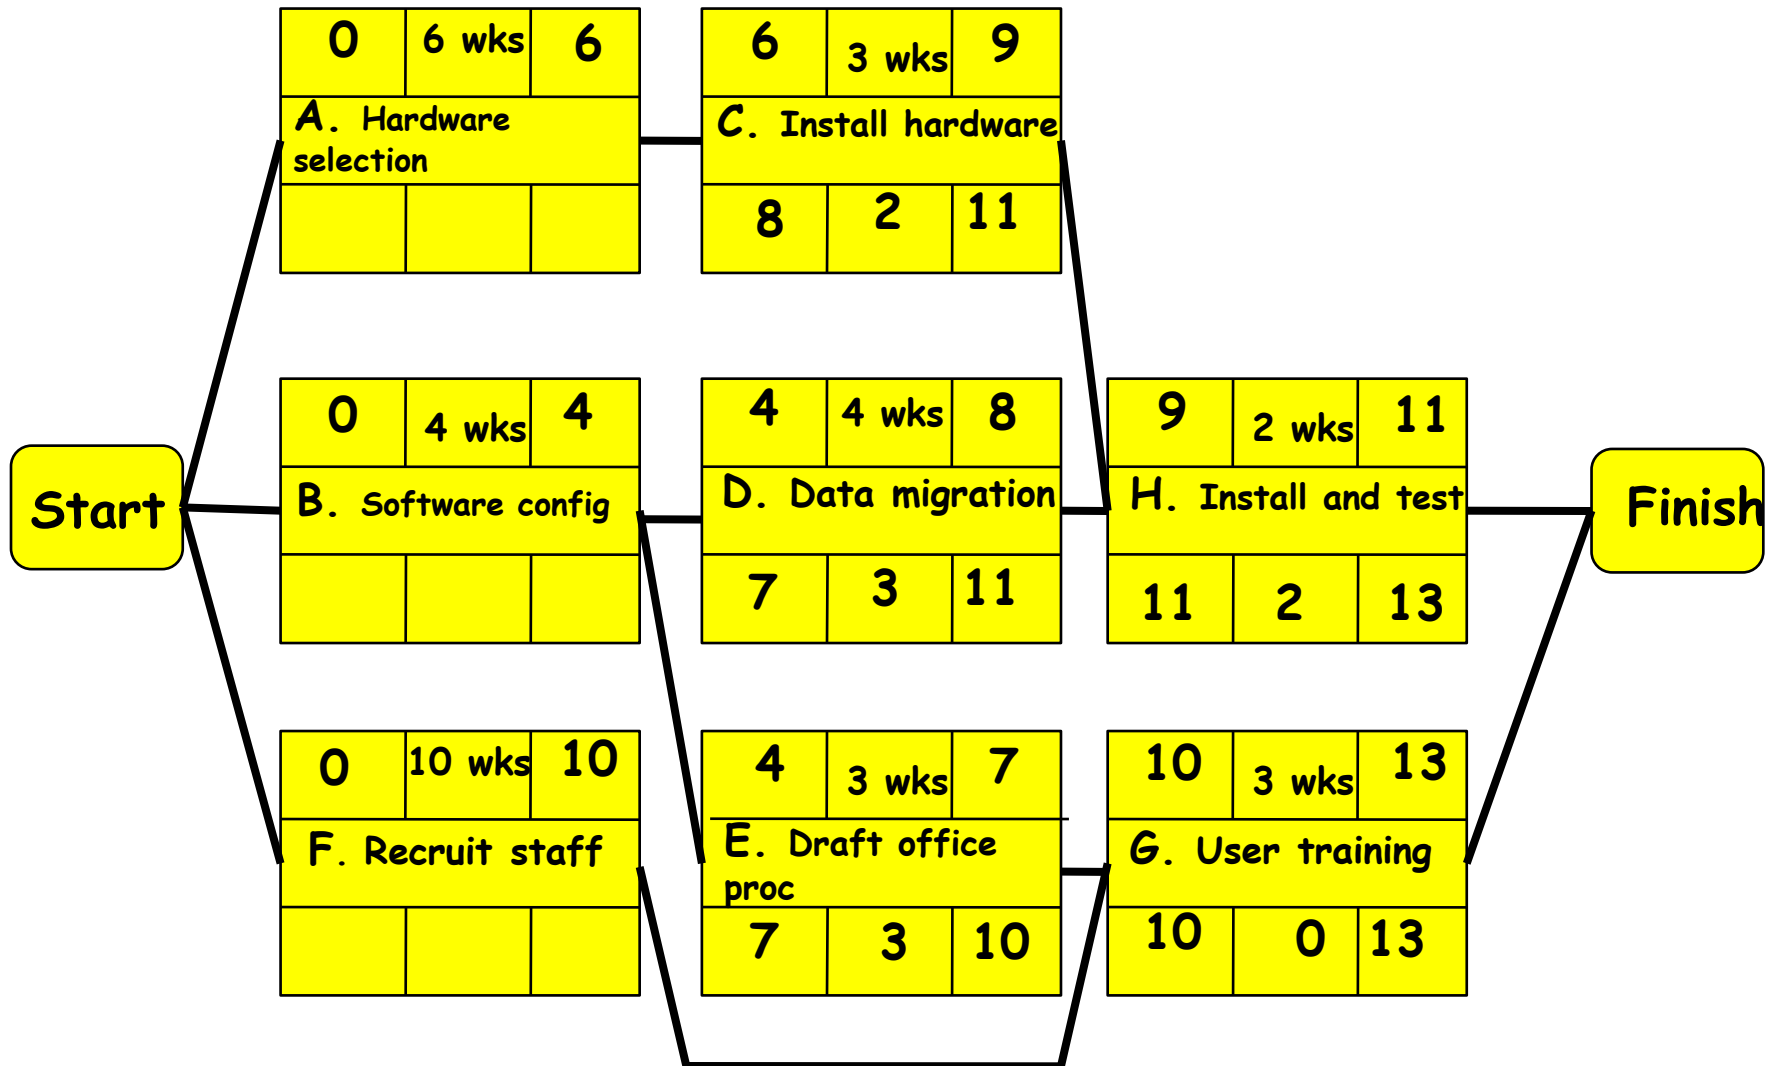 0 6 wks 6
A. Hardware
selection
6 3 wks 9
C. Install hardware
8 2 11
Start
0 4 wks 4
B. Software config
4 4 wks 8
D. Data migration
7 3 11
9 2 wks 11
H. Install and test
11 2 13
Finish
0 10 wks 10
F. Recruit staff
4 3 wks 7
E. Draft office
proc
7 3 10
10 3 wks 13
G. User training
10 0 13